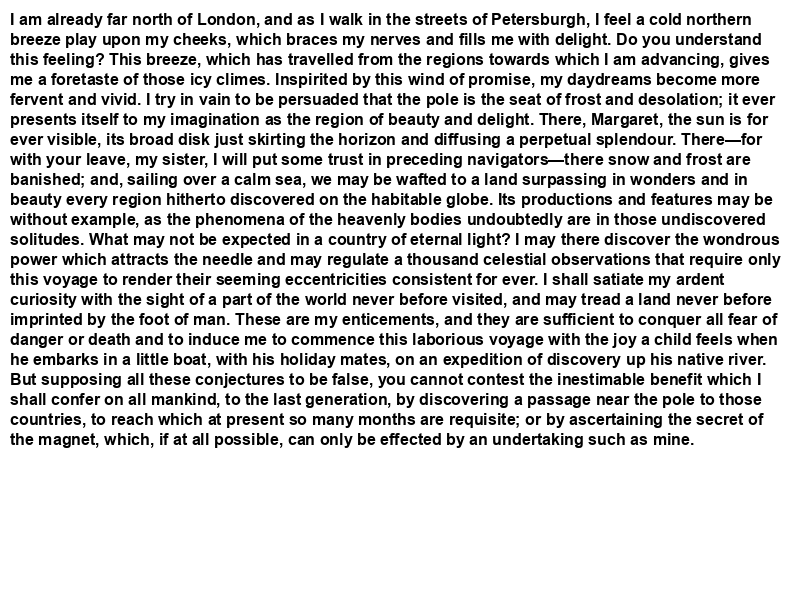 I am already far north of London, and as I walk in the streets of Petersburgh, I feel a cold northern
breeze play upon my cheeks, which braces my nerves and fills me with delight. Do you understand
this feeling? This breeze, which has travelled from the regions towards which I am advancing, gives
me a foretaste of those icy climes. Inspirited by this wind of promise, my daydreams become more
fervent and vivid. I try in vain to be persuaded that the pole is the seat of frost and desolation; it ever
presents itself to my imagination as the region of beauty and delight. There, Margaret, the sun is for
ever visible, its broad disk just skirting the horizon and diffusing a perpetual splendour. There—for
with your leave, my sister, I will put some trust in preceding navigators—there snow and frost are
banished; and, sailing over a calm sea, we may be wafted to a land surpassing in wonders and in
beauty every region hitherto discovered on the habitable globe. Its productions and features may be
without example, as the phenomena of the heavenly bodies undoubtedly are in those undiscovered
solitudes. What may not be expected in a country of eternal light? I may there discover the wondrous
power which attracts the needle and may regulate a thousand celestial observations that require only
this voyage to render their seeming eccentricities consistent for ever. I shall satiate my ardent
curiosity with the sight of a part of the world never before visited, and may tread a land never before
imprinted by the foot of man. These are my enticements, and they are sufficient to conquer all fear of
danger or death and to induce me to commence this laborious voyage with the joy a child feels when
he embarks in a little boat, with his holiday mates, on an expedition of discovery up his native river.
But supposing all these conjectures to be false, you cannot contest the inestimable benefit which I
shall confer on all mankind, to the last generation, by discovering a passage near the pole to those
countries, to reach which at present so many months are requisite; or by ascertaining the secret of
the magnet, which, if at all possible, can only be effected by an undertaking such as mine.